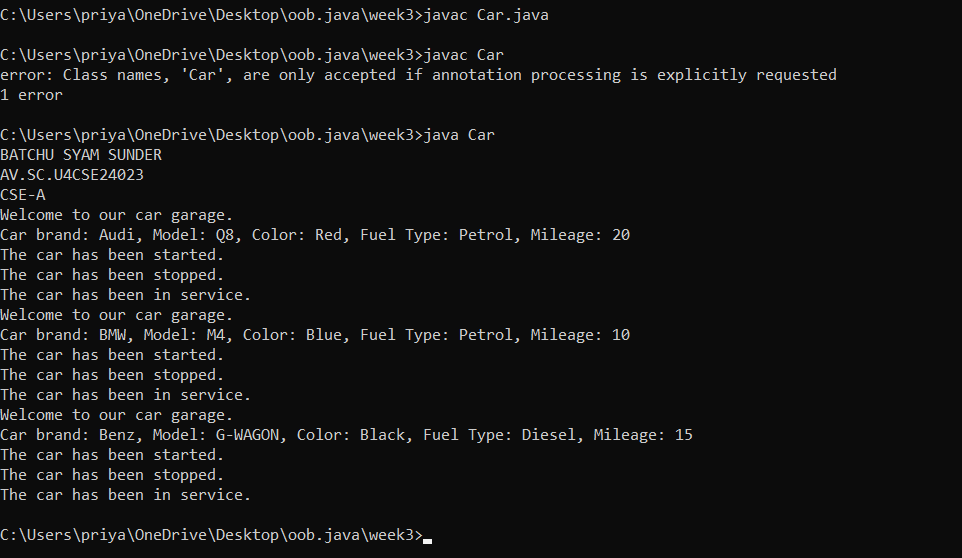 C:\Users\priya\OneDrive\Desktop\oob.java\week3>javac Car.java
C:\Users\priya\OneDrive\Desktop\oob.java\week3>javac Car
error: Class names, 'Car', are only accepted if annotation processing is explicitly requested
1 error
C:\Users\priya\OneDrive\Desktop\oob.java\week3>java Car
BATCHU SYAM SUNDER
AV.SC.U4CSE24023
CSE-A
Welcome to our car garage.
Car brand: Audi, Model: Q8, Color: Red, Fuel Type: Petrol, Mileage: 20
The car has been started.
The car has been stopped.
The car has been in service.
Welcome to our car garage.
Car brand: BMW, Model: M4, Color: Blue, Fuel Type: Petrol, Mileage: 10
The car has been started.
The car has been stopped.
The car has been in service.
Welcome to our car garage.
Car brand: Benz, Model: G-WAGON, Color: Black, Fuel Type: Diesel, Mileage: 15
The car has been started.
The car has been stopped.
The car has been in service.
C:\Users\priya\OneDrive\Desktop\oob.java\week3>